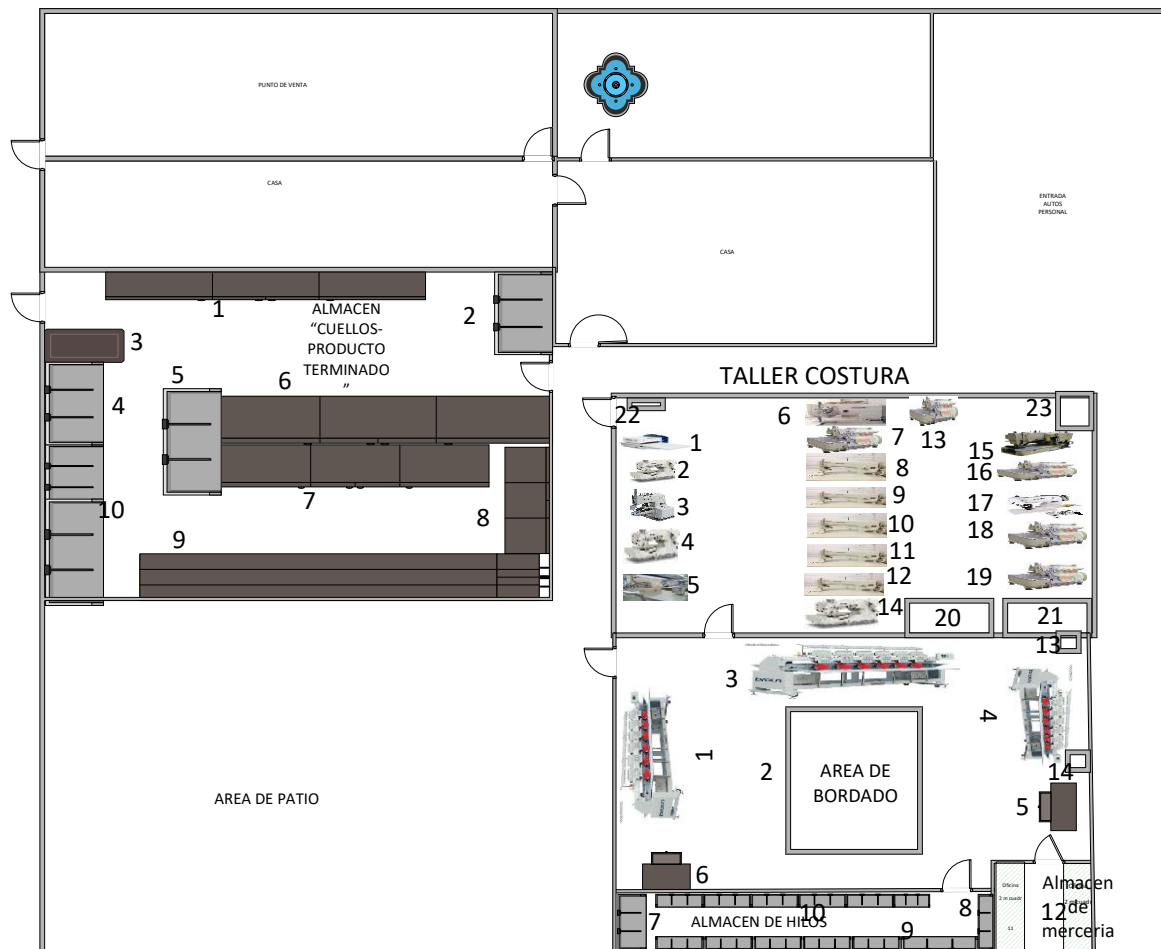 PUNTO DE VENTA
CASA
ENTRADA
AUTOS
PERSONAL
CASA
1
ALMACEN
“CUELLOS-
PRODUCTO
TERMINADO
”
2
3
4
5
6
7
8
9
10
TALLER COSTURA
22
1
2
3
4
5
6
7
8
9
10
11
12
14
13
23
15
16
17
18
19
20
21
13
3
1
2
AREA DE
BORDADO
4
14
5
6
AREA DE PATIO
7
ALMACEN DE HILOS
10
9
8
Oficina
2 m cuadr
11
Almacen
12 de
merceria